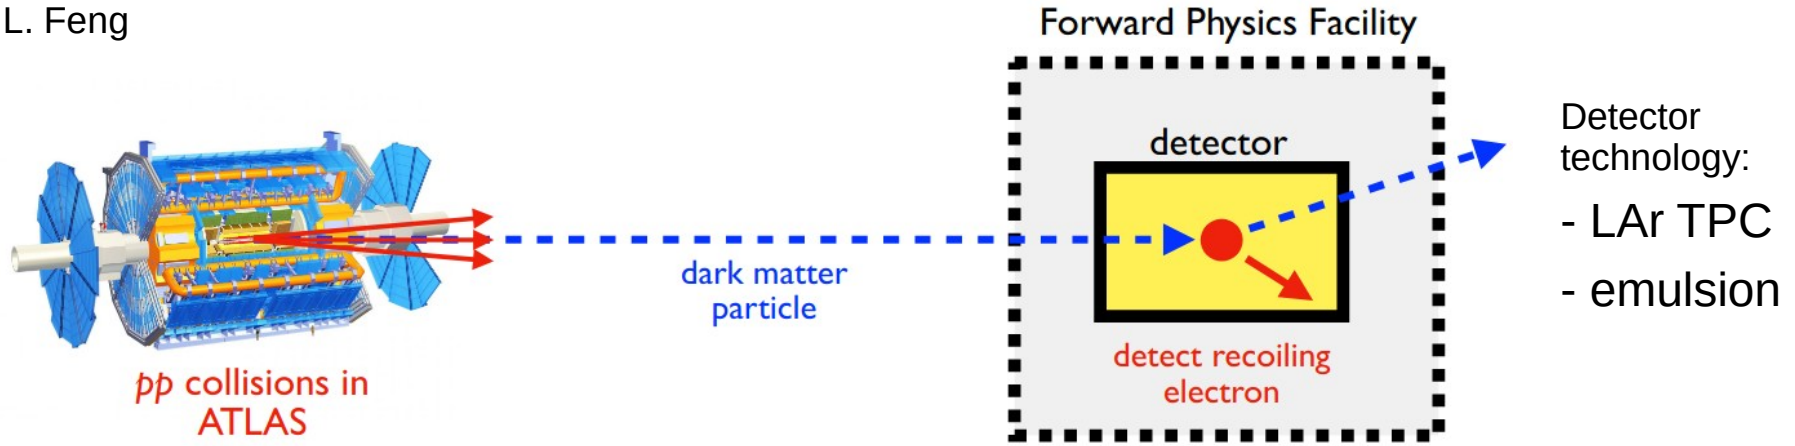 L. Feng
Forward Physics Facility
detector
dark matter
particle
detect recoiling
electron
pp collisions in
ATLAS
Detector
technology:
- LAr TPC
- emulsion